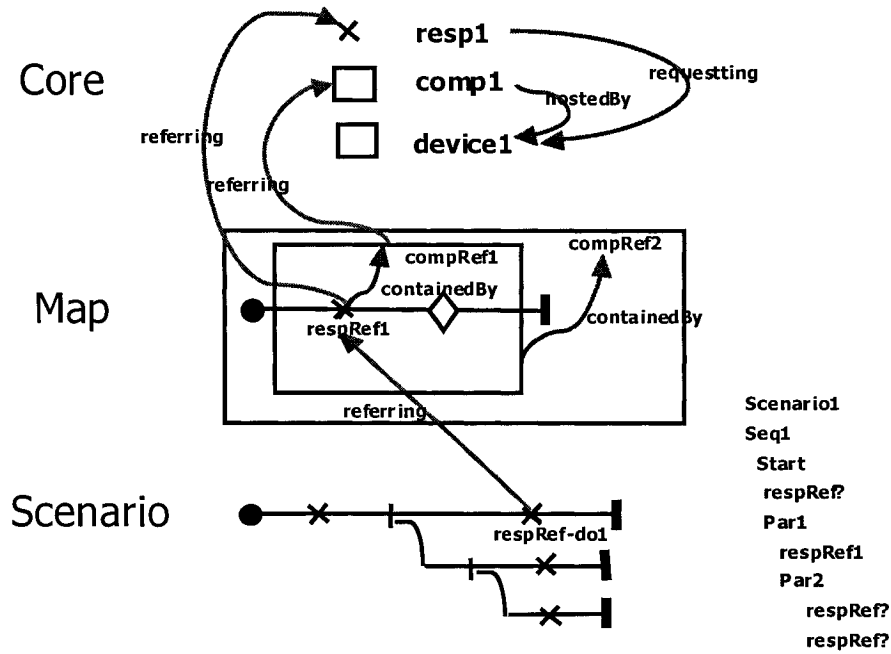 Core
resp1
requestting
comp1
hostedBy
device1
referring
referring
Map
compRef1
compRef2
containedBy
respRef1
containedBy
referring
Scenario
respRef-do1
Scenario1
Seq1
Start
respRef?
Par1
respRef1
Par2
respRef?
respRef?